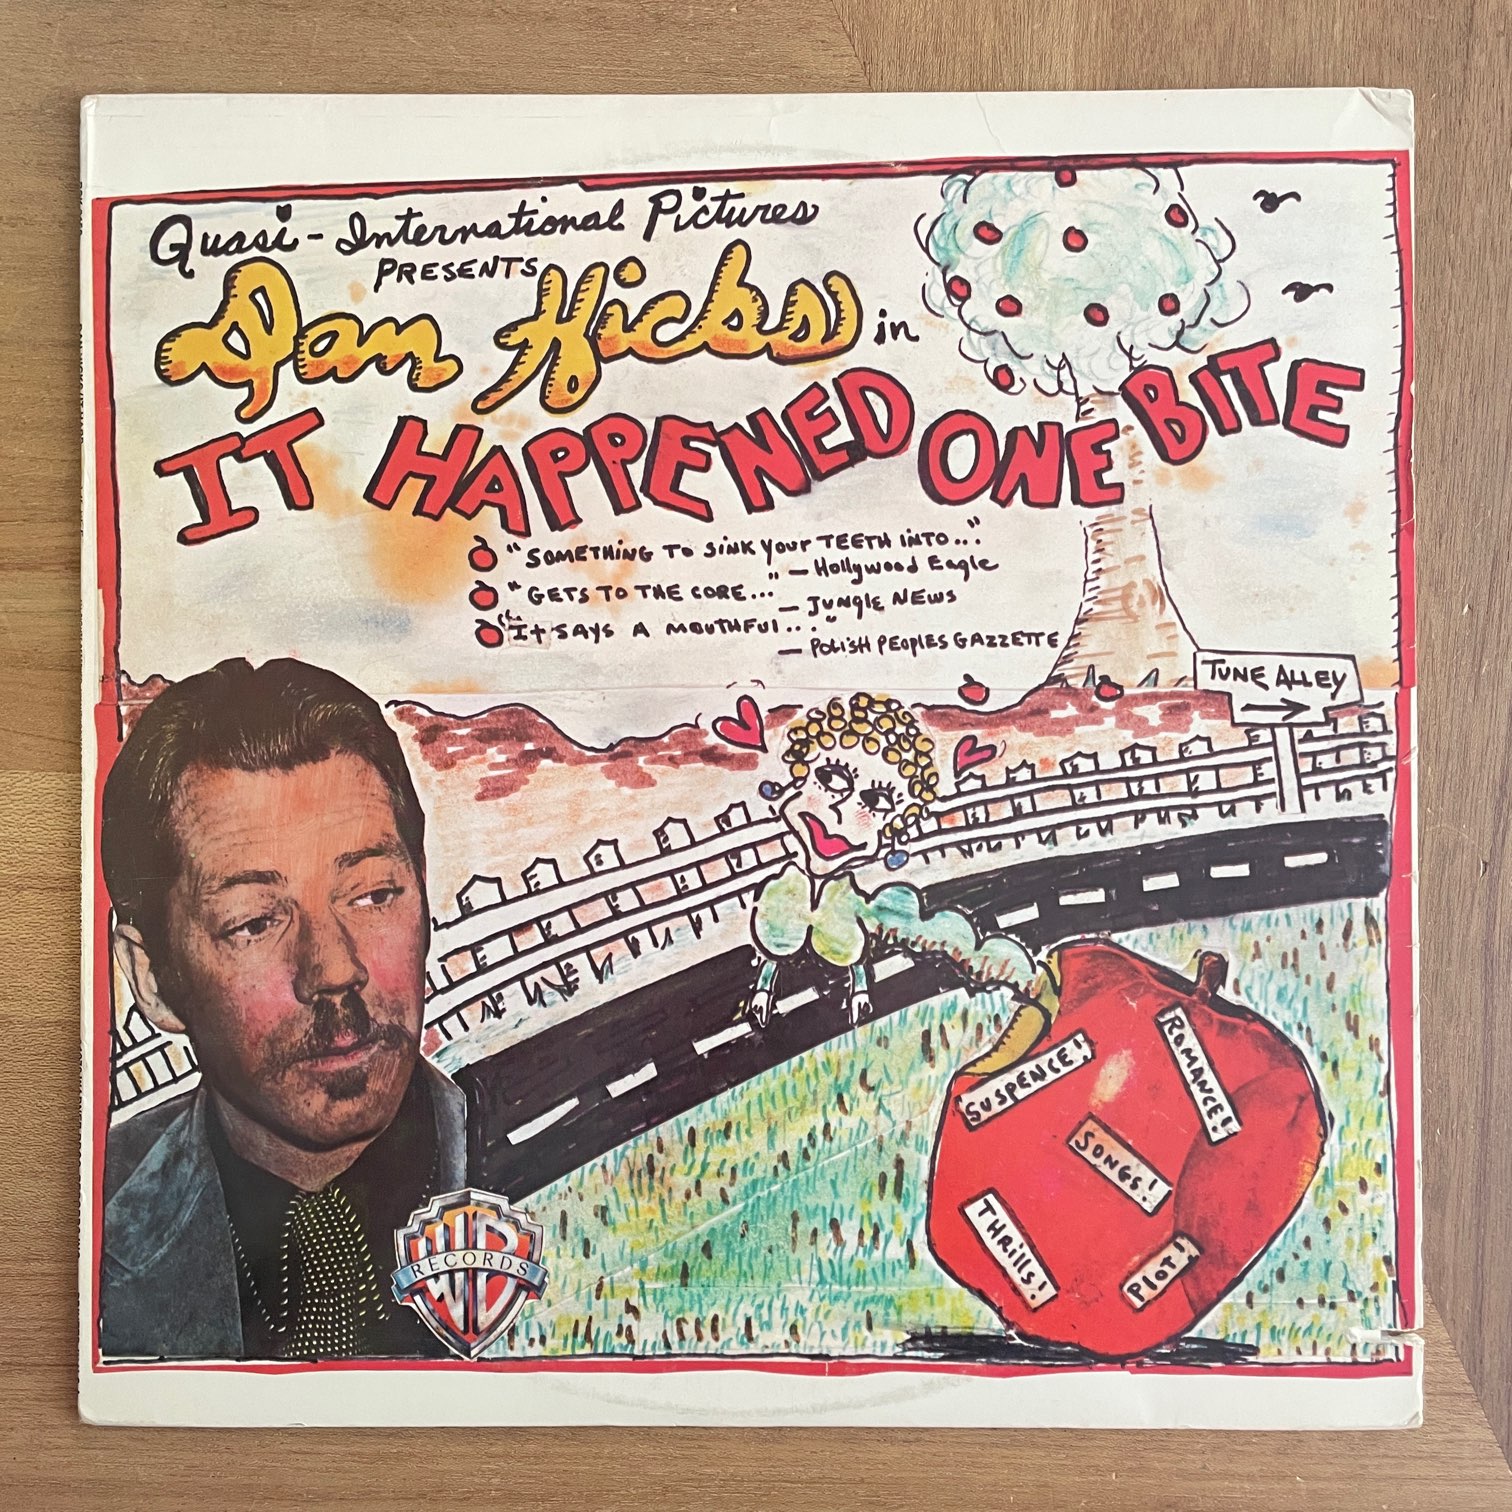 Quasi-International Pictures
PRESENTS
Dan Hicks in
IT HAPPENED ONE BITE
"SOMETHING TO SINK YOUR TEETH INTO..."
— Hollywood Eagle
"GETS TO THE CORE..."
— JUNGLE NEWS
"It SAYS A MOUTHFUL..."
— POLISH PEOPLES GAZZETTE
TUNE ALLEY
SUSPENCE!
ROMANCE!
SONGS!
THRILLS!
PLOT!
WB
RECORDS